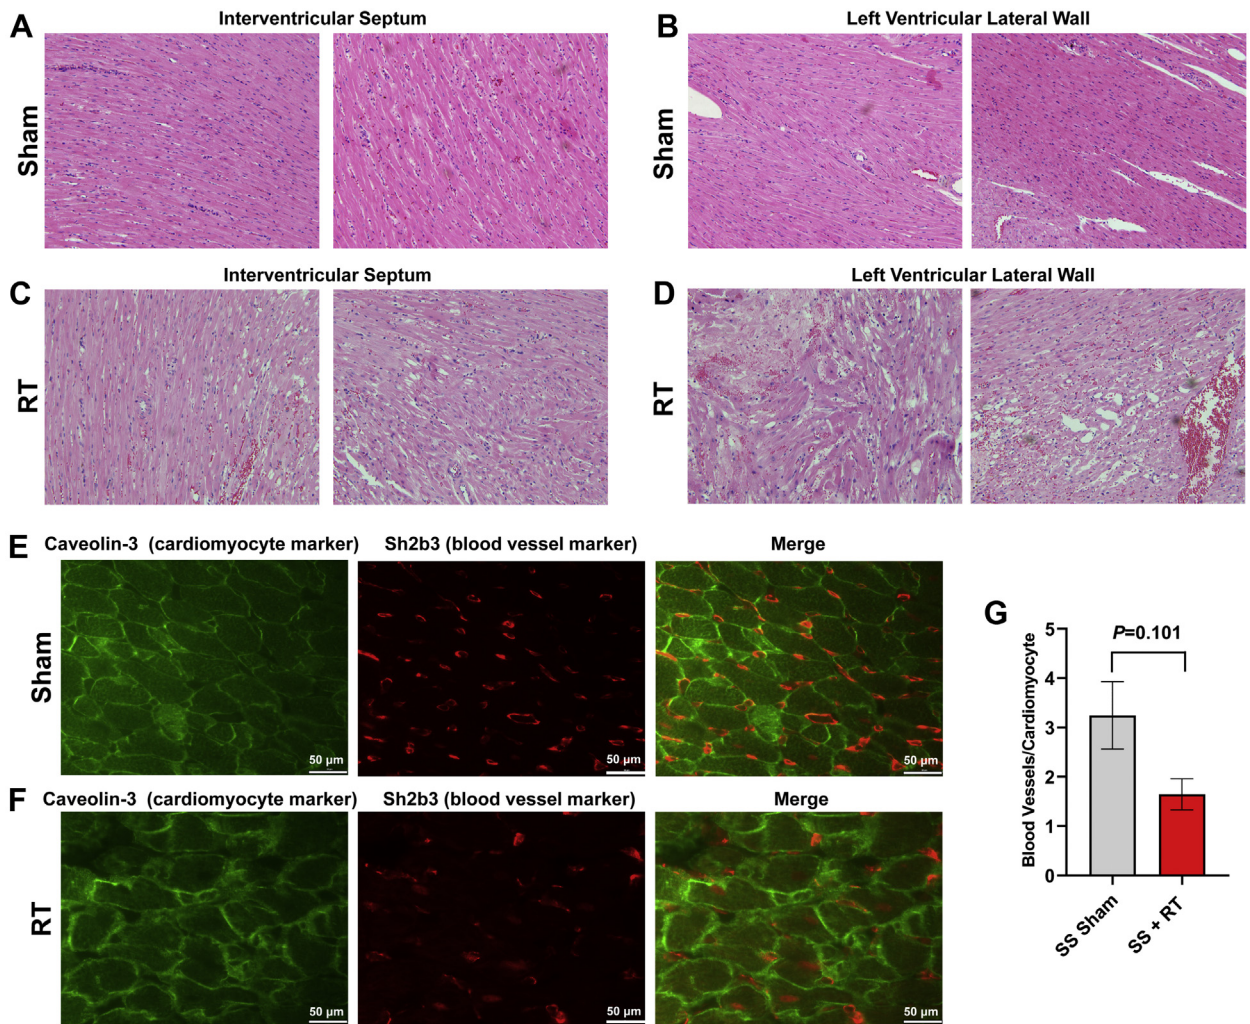 A
Interventricular Septum
Sham
B
Left Ventricular Lateral Wall
Sham
C
Interventricular Septum
RT
D
Left Ventricular Lateral Wall
RT
E
Caveolin-3 (cardiomyocyte marker)
Sh2b3 (blood vessel marker)
Merge
Sham
50 µm
50 µm
50 µm
F
Caveolin-3 (cardiomyocyte marker)
Sh2b3 (blood vessel marker)
Merge
RT
50 µm
50 µm
50 µm
G
Blood Vessels/Cardiomyocyte
P=0.101
5
4
3
2
1
0
SS Sham
SS + RT